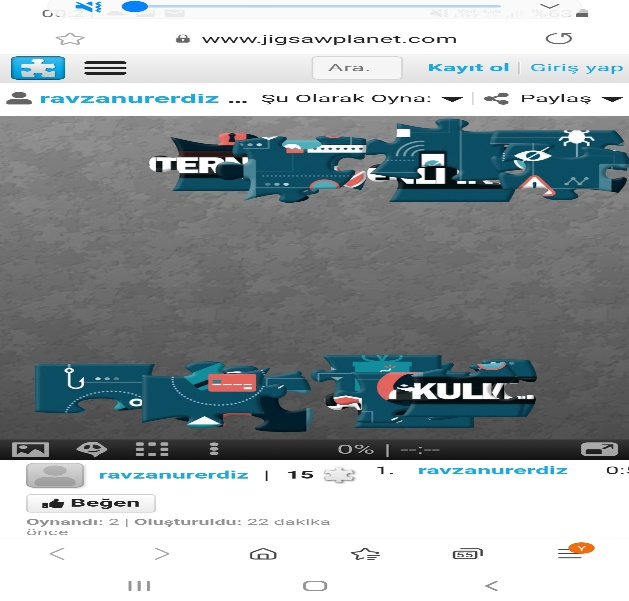 www.jigsawplanet.com
Ara.
Kayıt ol | Giriş yap
ravzanurerdiz ...
Şu Olarak Oyna:
Paylaş
KULL
0% | --:--
ravzanurerdiz | 15
1. ravzanurerdiz
Beğen
Oynandı: 2 | Oluşturuldu: 22 dakika
önce
55
Y